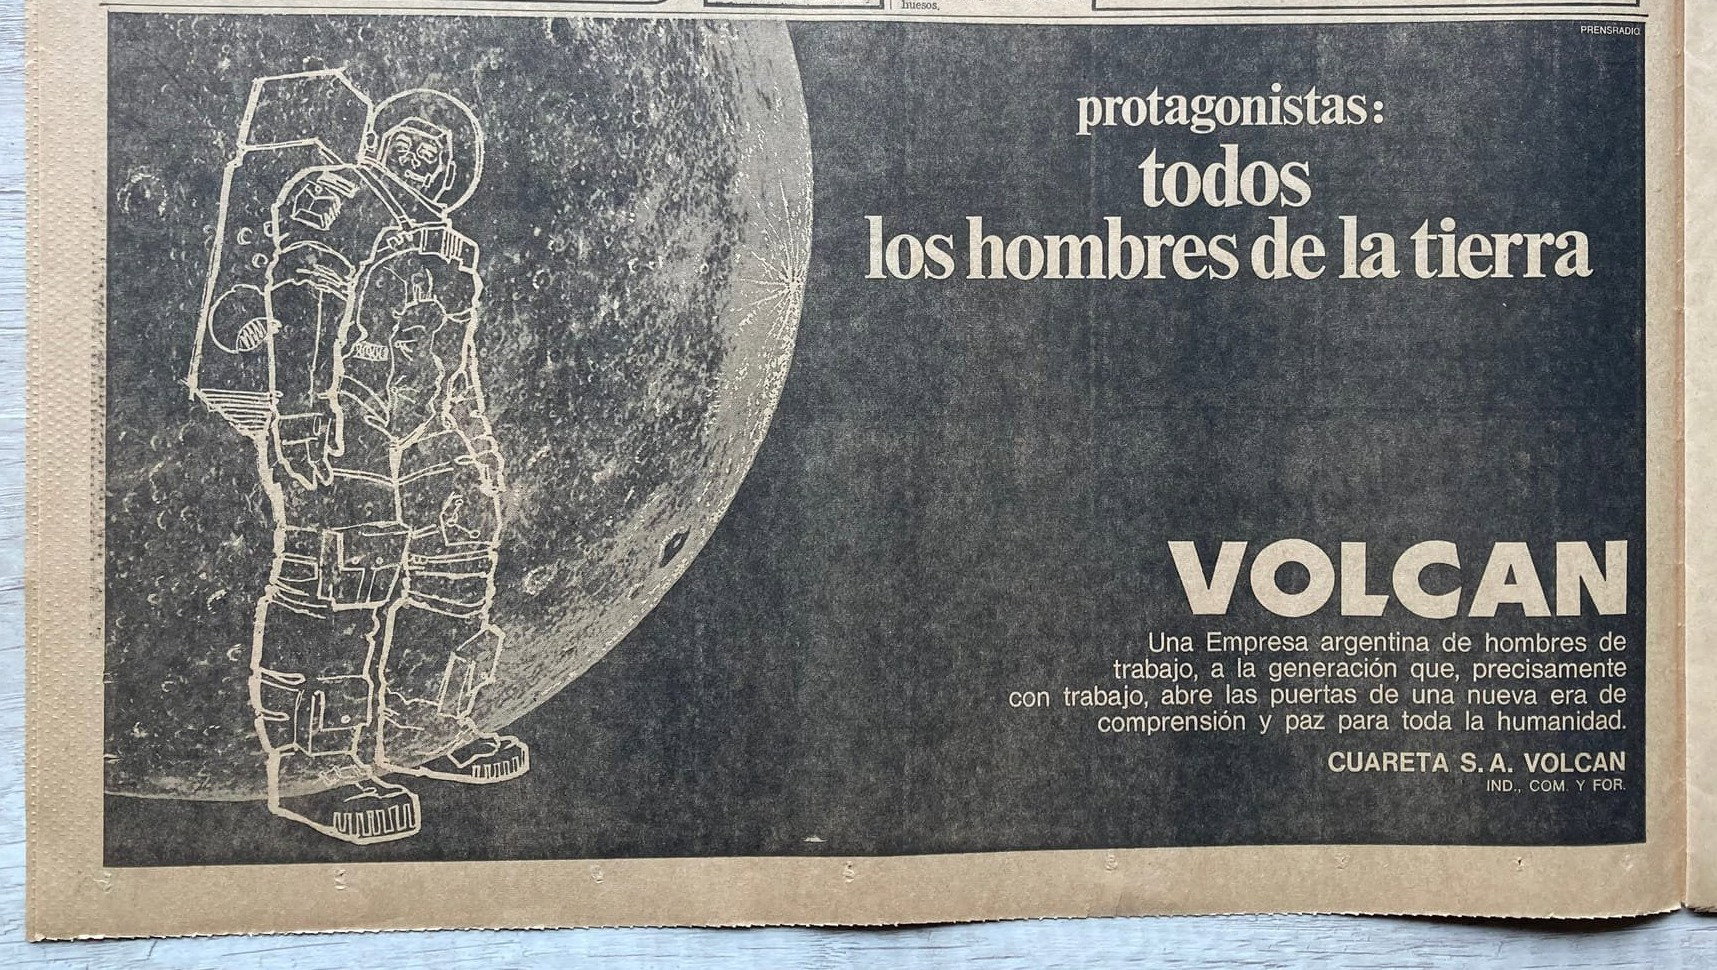 huesos.
PRENSRADIO
protagonistas:
todos
los hombres de la tierra
VOLCAN
Una Empresa argentina de hombres de
trabajo, a la generación que, precisamente
con trabajo, abre las puertas de una nueva era de
comprensión y paz para toda la humanidad.
CUARETA S. A. VOLCAN
IND., COM. Y FOR.